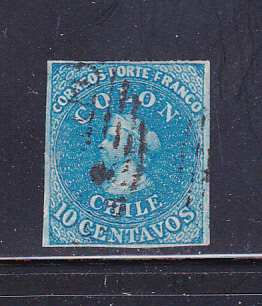 CORREOS PORTE FRANCO
COLON
CHILE
10 CENTAVOS